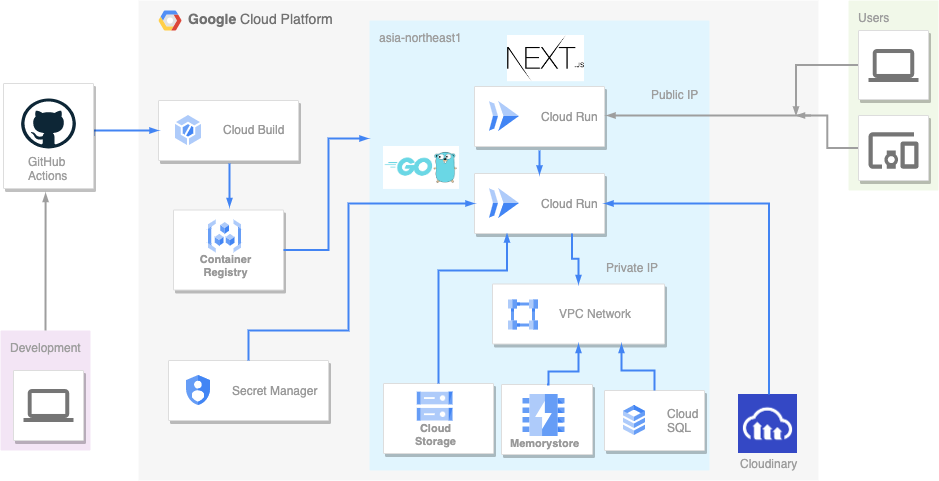 Google Cloud Platform
Users
asia-northeast1
NEXT.JS
Public IP
Cloud Run
Cloud Build
GitHub
Actions
GO
Cloud Run
Container
Registry
Private IP
VPC Network
Development
Secret Manager
Cloud
Storage
Memorystore
Cloud
SQL
Cloudinary